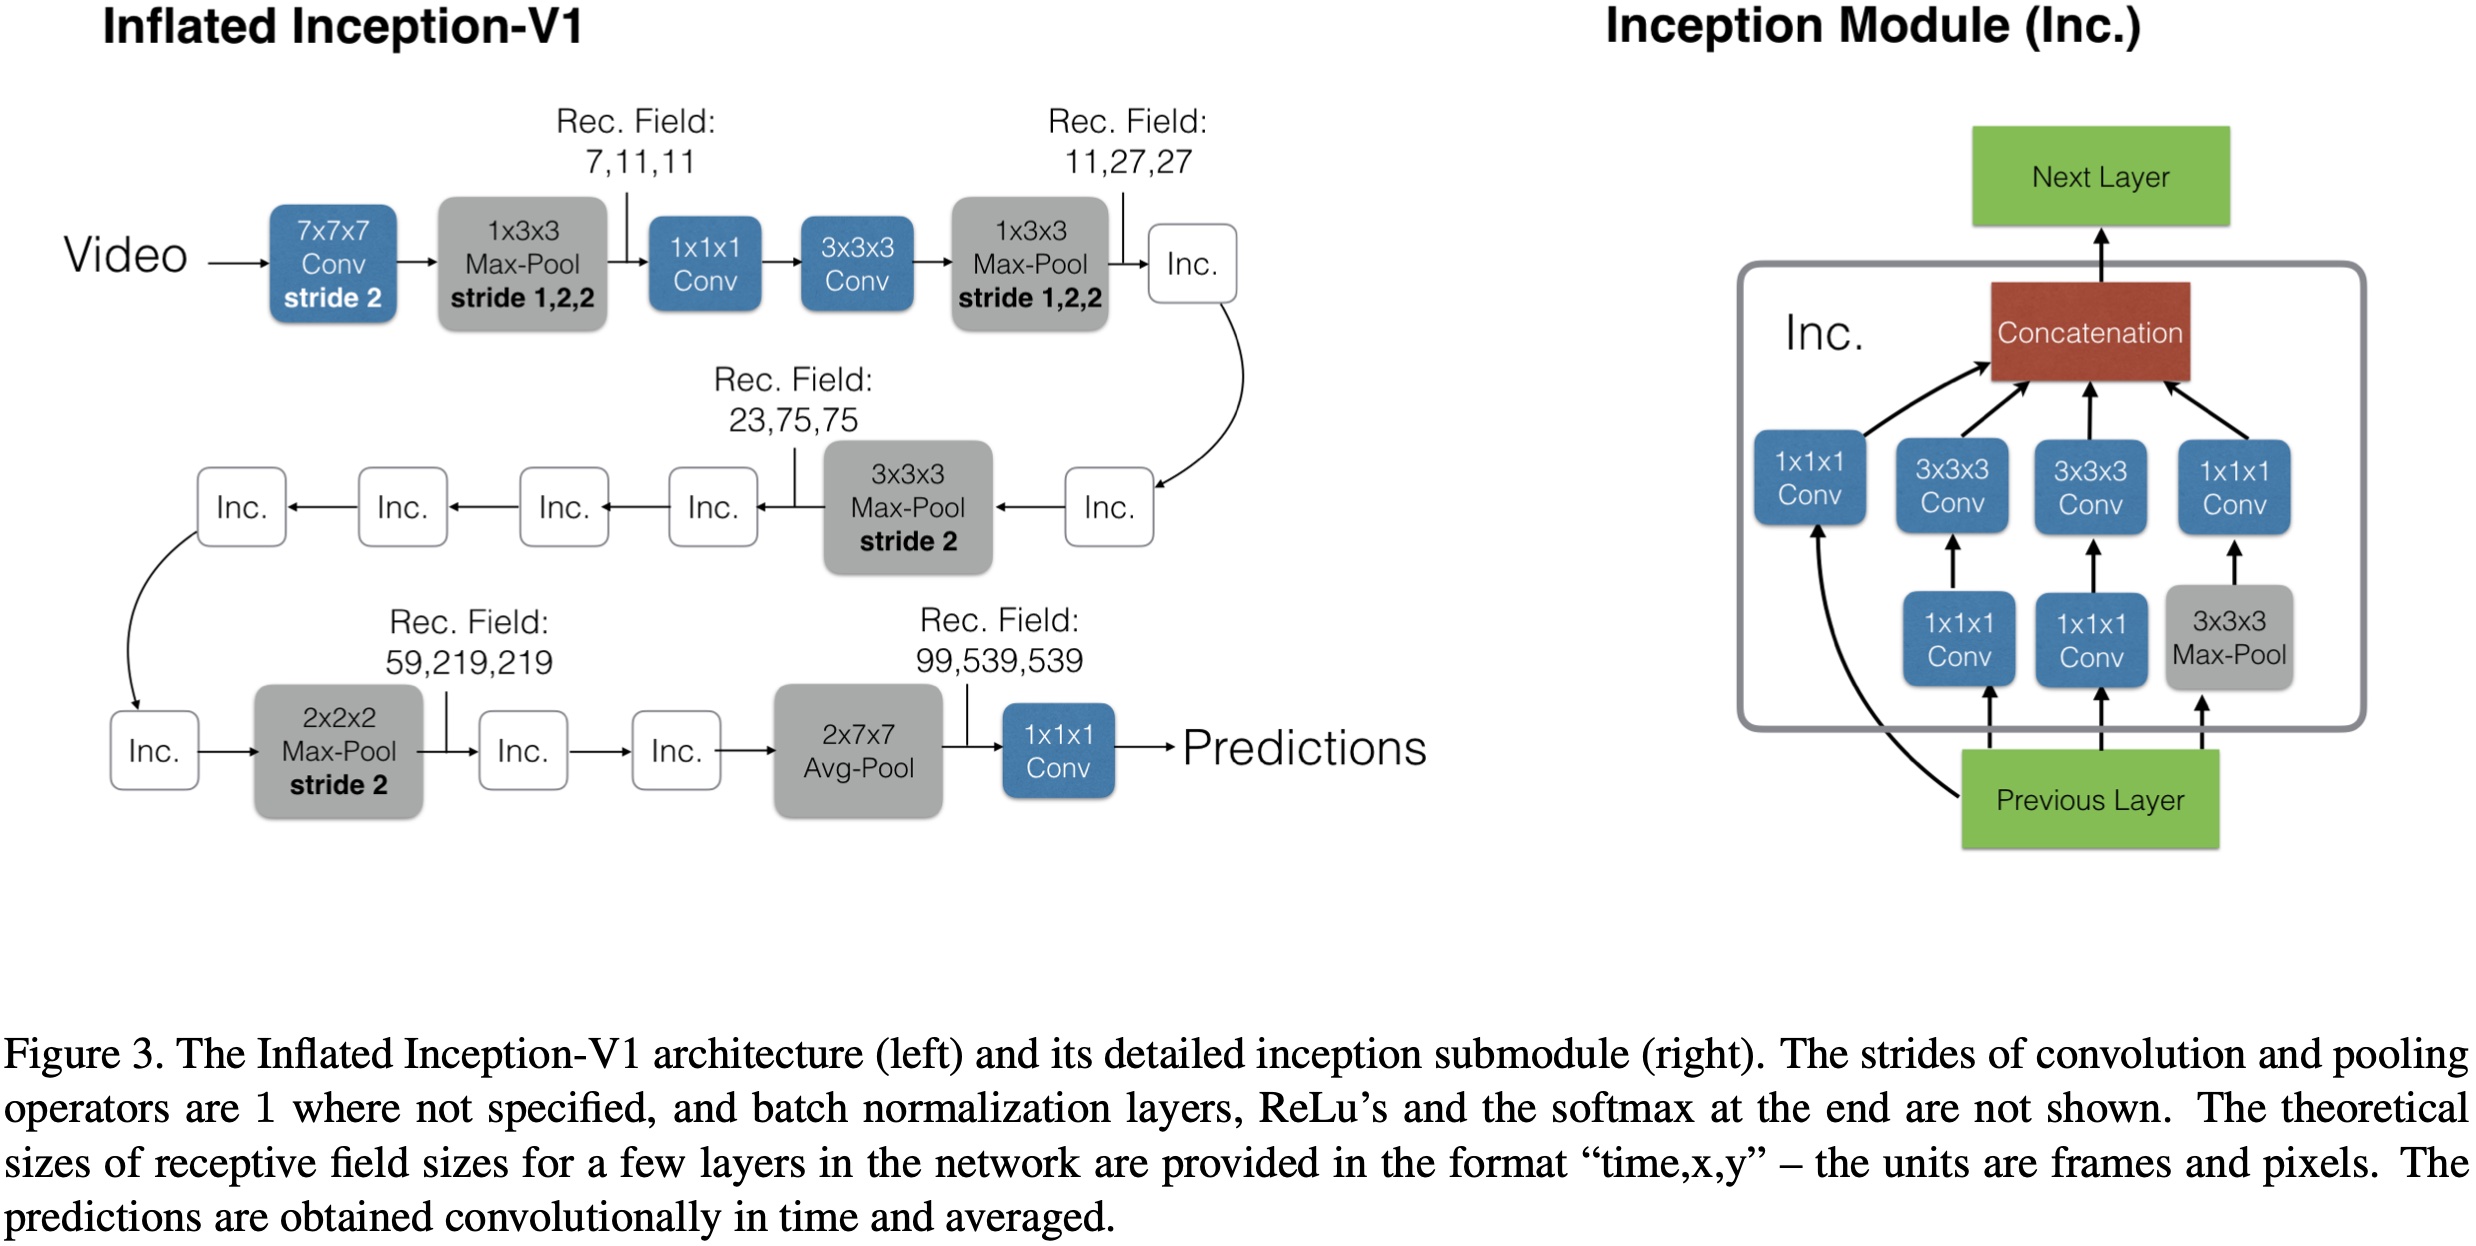 Inflated Inception-V1
Rec. Field:
7,11,11
Rec. Field:
11,27,27
Video
7x7x7
Conv
stride 2
1x3x3
Max-Pool
stride 1,2,2
1x1x1
Conv
3x3x3
Conv
1x3x3
Max-Pool
stride 1,2,2
Inc.
Rec. Field:
23,75,75
Inc.
Inc.
Inc.
Inc.
3x3x3
Max-Pool
stride 2
Inc.
Rec. Field:
59,219,219
Rec. Field:
99,539,539
Inc.
2x2x2
Max-Pool
stride 2
Inc.
Inc.
2x7x7
Avg-Pool
1x1x1
Conv
Predictions
Inception Module (Inc.)
Next Layer
Inc.
Concatenation
1x1x1
Conv
3x3x3
Conv
3x3x3
Conv
1x1x1
Conv
1x1x1
Conv
1x1x1
Conv
3x3x3
Max-Pool
Previous Layer
Figure 3. The Inflated Inception-V1 architecture (left) and its detailed inception submodule (right). The strides of convolution and pooling
operators are 1 where not specified, and batch normalization layers, ReLu’s and the softmax at the end are not shown. The theoretical
sizes of receptive field sizes for a few layers in the network are provided in the format “time,x,y” – the units are frames and pixels. The
predictions are obtained convolutionally in time and averaged.